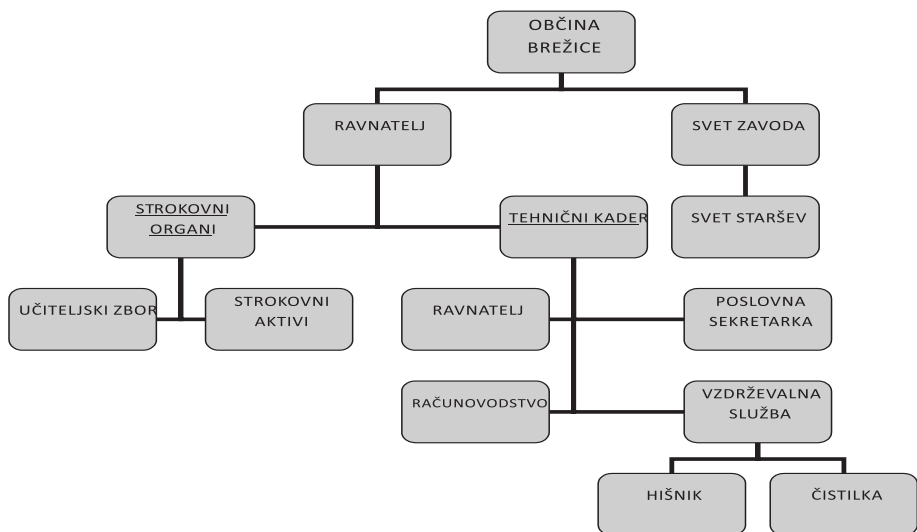 OBČINA
BREŽICE
RAVNATELJ
SVET ZAVODA
STROKOVNI
ORGANI
TEHNIČNI KADER
SVET STARŠEV
UČITELJSKI ZBOR
STROKOVNI
AKTIVI
RAVNATELJ
POSLOVNA
SEKRETARKA
RAČUNOVODSTVO
VZDRŽEVALNA
SLUŽBA
HIŠNIK
ČISTILKA